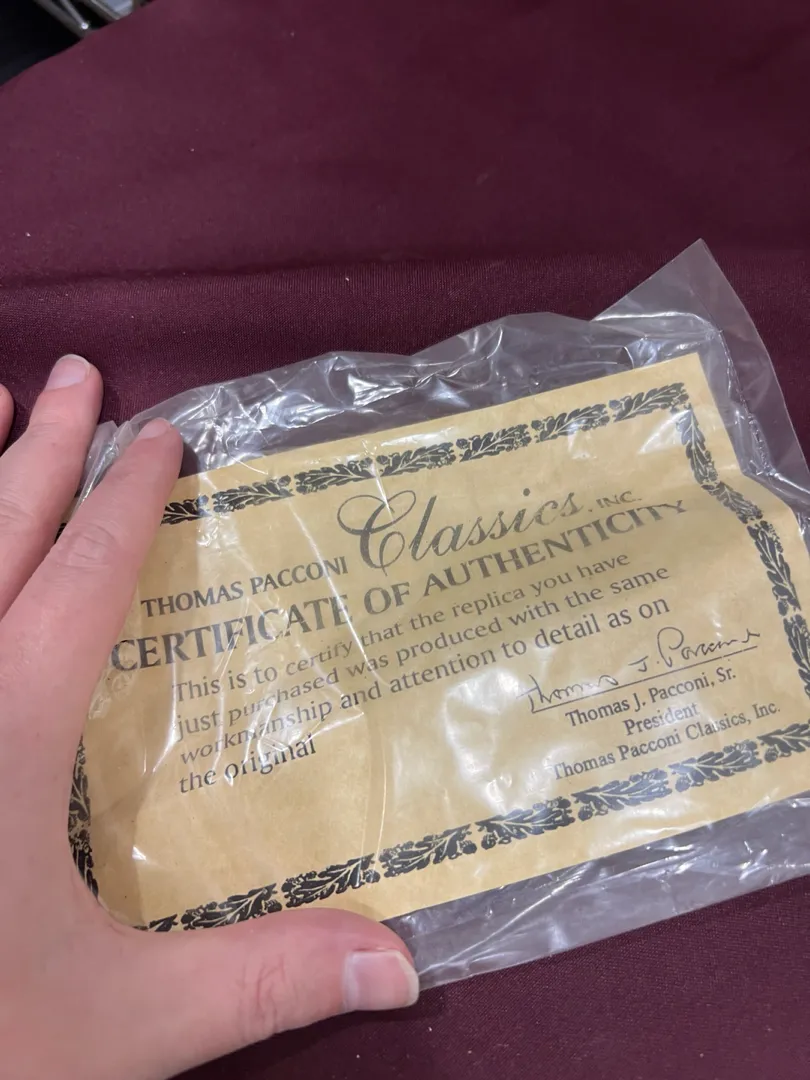 THOMAS PACCONI Classics, INC.
CERTIFICATE OF AUTHENTICITY
This is to certify that the replica you have
just purchased was produced with the same
workmanship and attention to detail as on
the original
Thomas J. Pacconi
Thomas J. Pacconi, Sr.
President
Thomas Pacconi Classics, Inc.